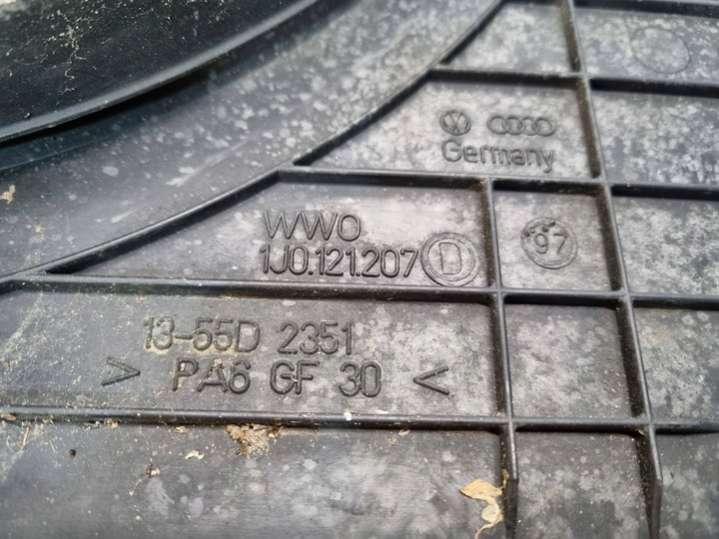 Germany
WWO
1J0.121.207 D
97
13-55D 2351
> PA6 GF 30 <